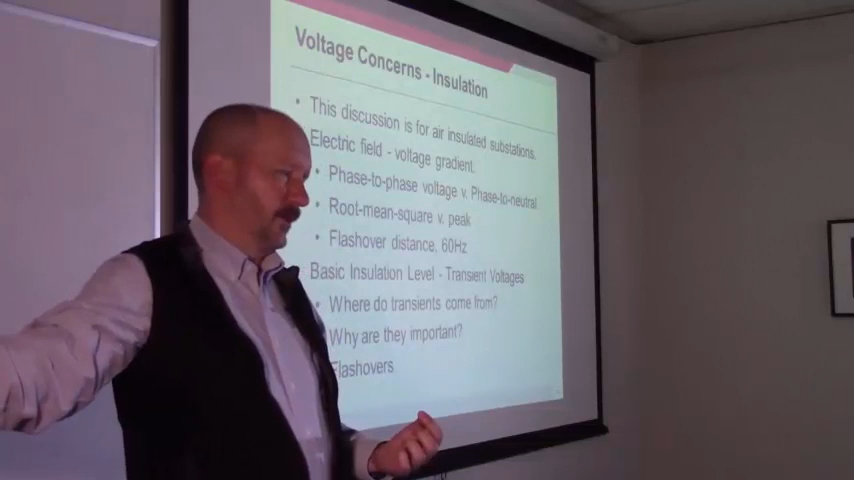 Voltage Concerns - Insulation
• This discussion is for air insulated substations.
Electric field - voltage gradient.
• Phase-to-phase voltage v. Phase-to-neutral
• Root-mean-square v. peak
• Flashover distance, 60Hz
Basic Insulation Level - Transient Voltages
• Where do transients come from?
Why are they important?
Flashovers